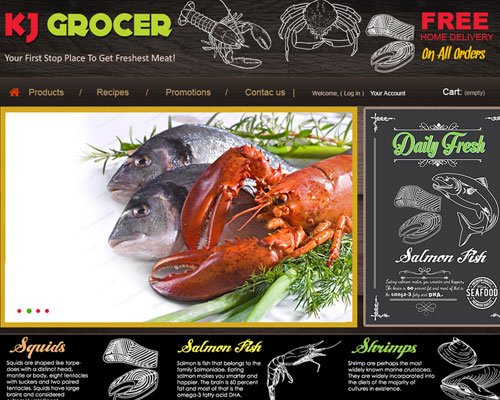 KJ GROCER
Your First Stop Place To Get Freshest Meat!
FREE
HOME DELIVERY
On All Orders
Products / Recipes / Promotions / Contac us |
Welcome, ( Log in ) Your Account
Cart: (empty)
Daily Fresh
Salmon Fish
Eating salmon makes you smarter and happier.
The brain is 60 percent fat and most of that is
the omega-3 fatty and DHA.
SEAFOOD
Squids
Squids are shaped like torpe-
does with a distinct head,
mantle or body, eight tentacles
with suckers and two paired
tentacles. Squids have large
brains and are considered
Salmon Fish
Salmon is fish that belongs to the
family Salmonidae. Eating
salmon makes you smarter and
happier. The brain is 60 percent
fat and most of that is the
omega-3 fatty acid DHA.
Shrimps
Shrimp are perhaps the most
widely known marine crustacea.
They are widely incorporated
into the diets of the majority of
cultures in existence.